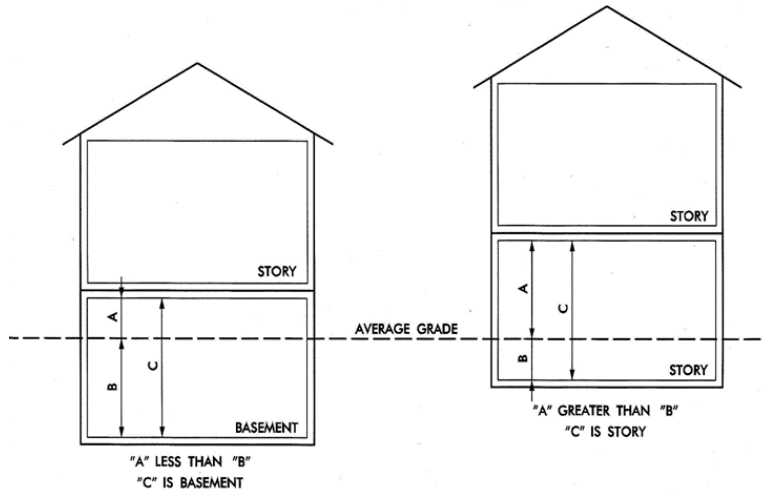 STORY
A
B
C
BASEMENT
"A" LESS THAN "B"
"C" IS BASEMENT
AVERAGE GRADE
STORY
A
B
C
STORY
"A" GREATER THAN "B"
"C" IS STORY